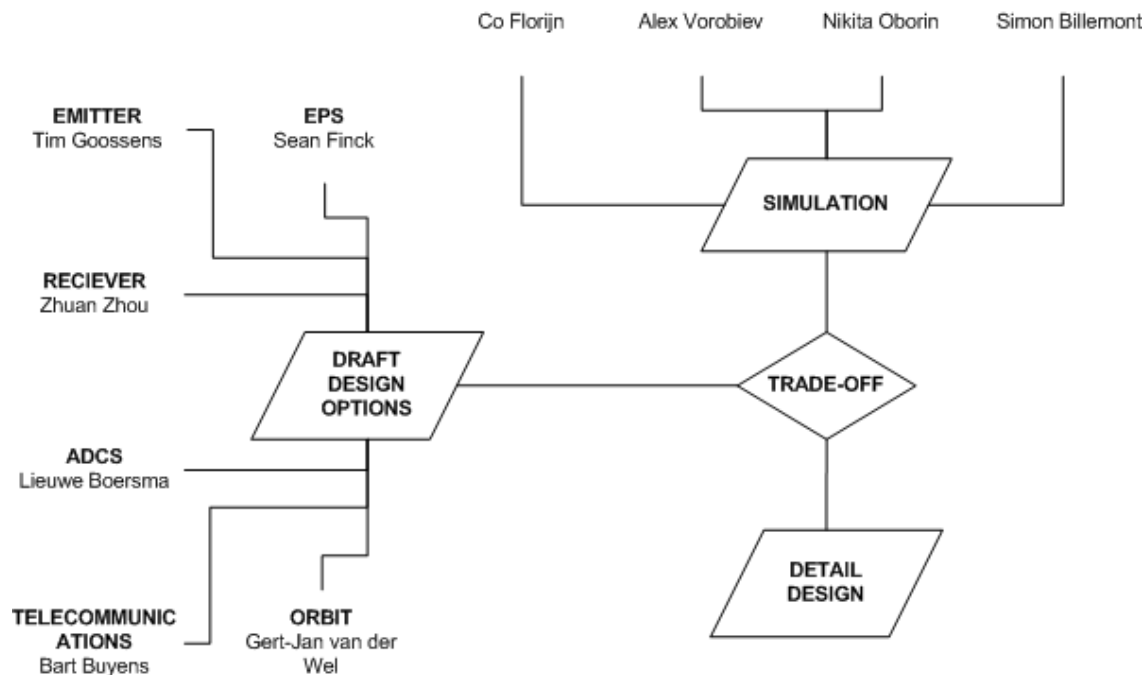 Co Florijn
Alex Vorobiev
Nikita Oborin
Simon Billemont
EMITTER
Tim Goossens
EPS
Sean Finck
SIMULATION
RECIEVER
Zhuan Zhou
DRAFT
DESIGN
OPTIONS
TRADE-OFF
ADCS
Lieuwe Boersma
DETAIL
DESIGN
TELECOMMUNIC
ATIONS
Bart Buyens
ORBIT
Gert-Jan van der
Wel